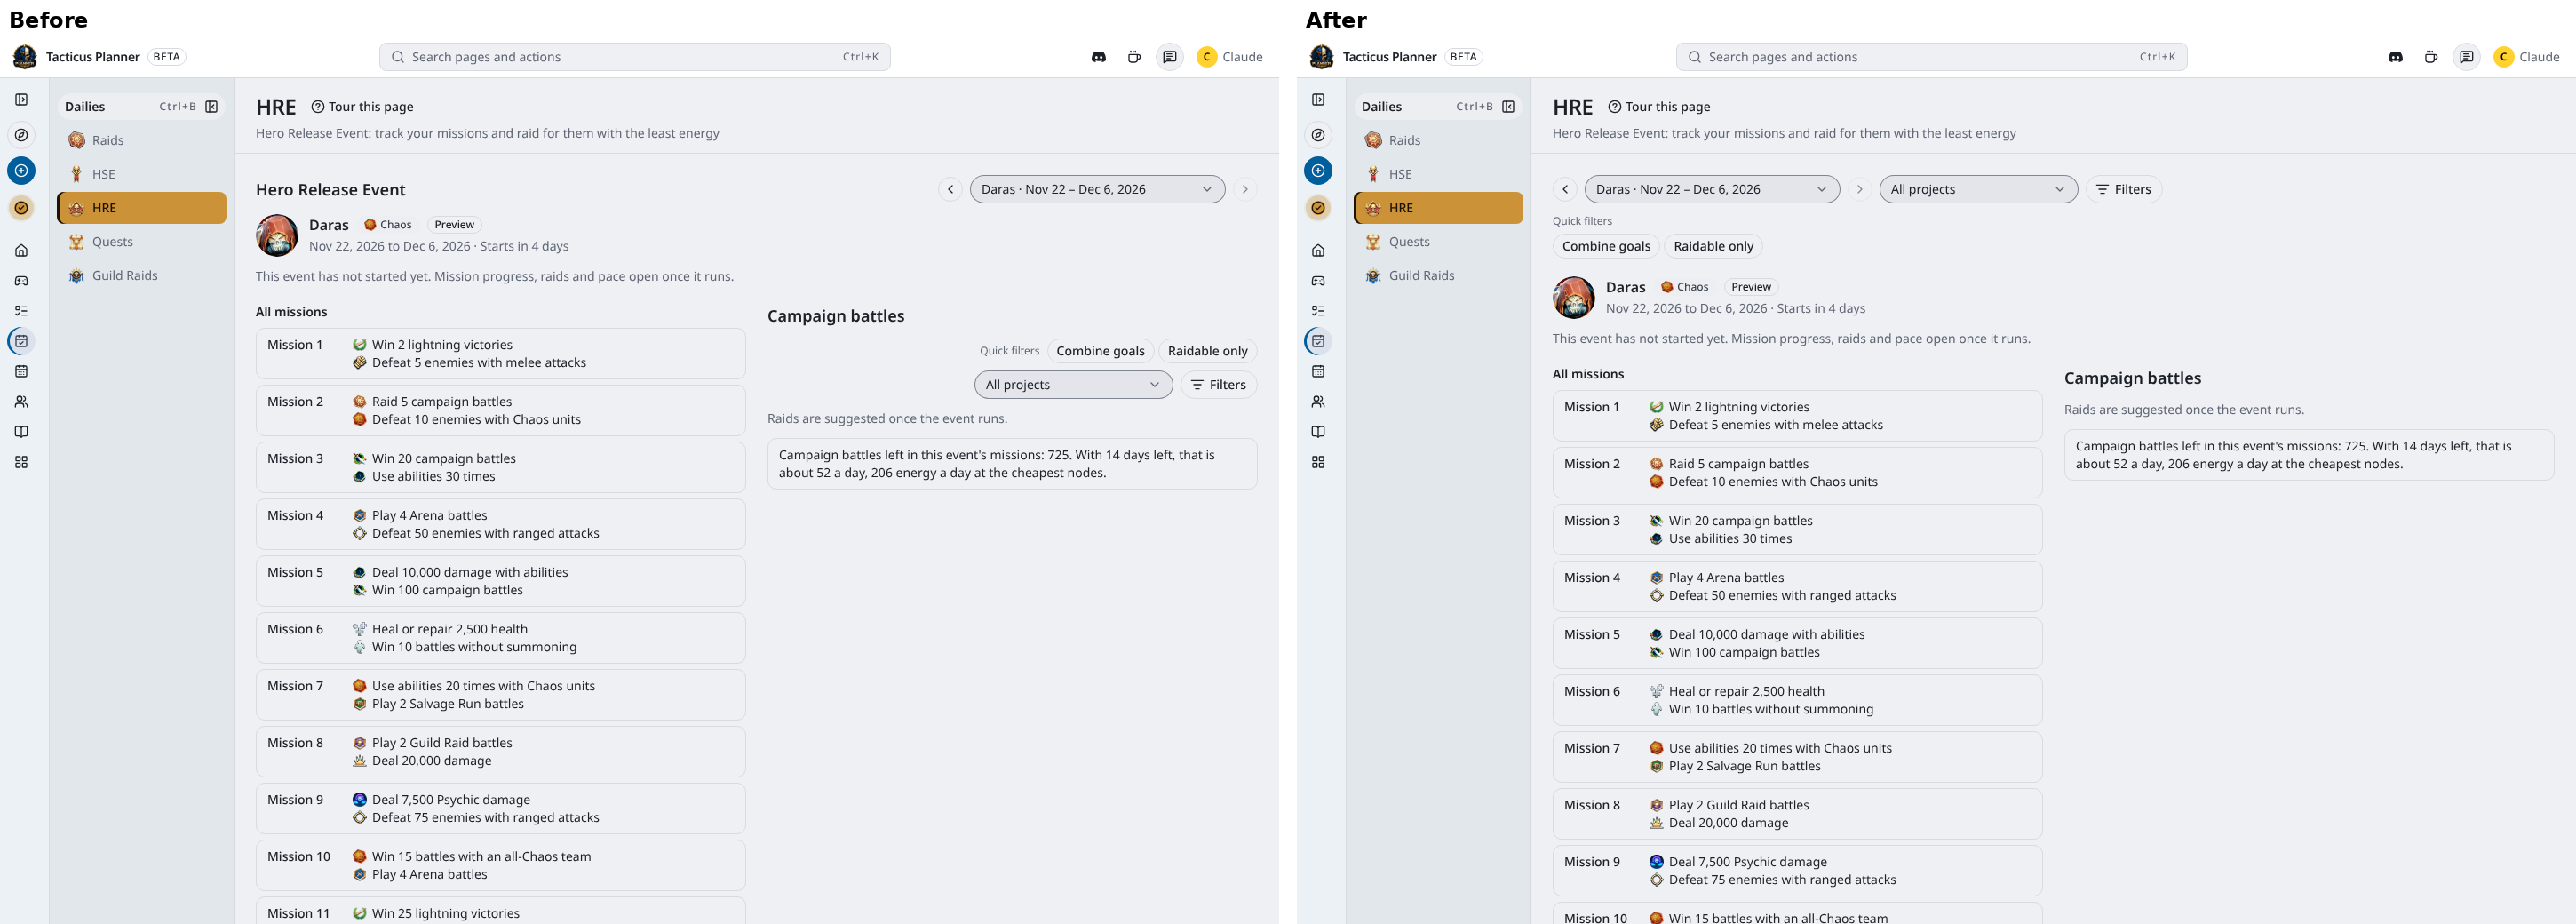 Before
Tacticus Planner BETA
Search pages and actions Ctrl+K
C Claude
Dailies Ctrl+B
Raids
HSE
HRE
Quests
Guild Raids
HRE Tour this page
Hero Release Event: track your missions and raid for them with the least energy
Hero Release Event
Daras · Nov 22 – Dec 6, 2026
Daras Chaos Preview
Nov 22, 2026 to Dec 6, 2026 · Starts in 4 days
This event has not started yet. Mission progress, raids and pace open once it runs.
All missions
Mission 1 Win 2 lightning victories
Defeat 5 enemies with melee attacks
Mission 2 Raid 5 campaign battles
Defeat 10 enemies with Chaos units
Mission 3 Win 20 campaign battles
Use abilities 30 times
Mission 4 Play 4 Arena battles
Defeat 50 enemies with ranged attacks
Mission 5 Deal 10,000 damage with abilities
Win 100 campaign battles
Mission 6 Heal or repair 2,500 health
Win 10 battles without summoning
Mission 7 Use abilities 20 times with Chaos units
Play 2 Salvage Run battles
Mission 8 Play 2 Guild Raid battles
Deal 20,000 damage
Mission 9 Deal 7,500 Psychic damage
Defeat 75 enemies with ranged attacks
Mission 10 Win 15 battles with an all-Chaos team
Play 4 Arena battles
Mission 11 Win 25 lightning victories
Campaign battles
Quick filters Combine goals Raidable only
All projects Filters
Raids are suggested once the event runs.
Campaign battles left in this event's missions: 725. With 14 days left, that is
about 52 a day, 206 energy a day at the cheapest nodes.
After
Tacticus Planner BETA
Search pages and actions Ctrl+K
C Claude
Dailies Ctrl+B
Raids
HSE
HRE
Quests
Guild Raids
HRE Tour this page
Hero Release Event: track your missions and raid for them with the least energy
Daras · Nov 22 – Dec 6, 2026 All projects Filters
Quick filters
Combine goals Raidable only
Daras Chaos Preview
Nov 22, 2026 to Dec 6, 2026 · Starts in 4 days
This event has not started yet. Mission progress, raids and pace open once it runs.
All missions
Mission 1 Win 2 lightning victories
Defeat 5 enemies with melee attacks
Mission 2 Raid 5 campaign battles
Defeat 10 enemies with Chaos units
Mission 3 Win 20 campaign battles
Use abilities 30 times
Mission 4 Play 4 Arena battles
Defeat 50 enemies with ranged attacks
Mission 5 Deal 10,000 damage with abilities
Win 100 campaign battles
Mission 6 Heal or repair 2,500 health
Win 10 battles without summoning
Mission 7 Use abilities 20 times with Chaos units
Play 2 Salvage Run battles
Mission 8 Play 2 Guild Raid battles
Deal 20,000 damage
Mission 9 Deal 7,500 Psychic damage
Defeat 75 enemies with ranged attacks
Mission 10 Win 15 battles with an all-Chaos team
Campaign battles
Raids are suggested once the event runs.
Campaign battles left in this event's missions: 725. With 14 days left, that is
about 52 a day, 206 energy a day at the cheapest nodes.